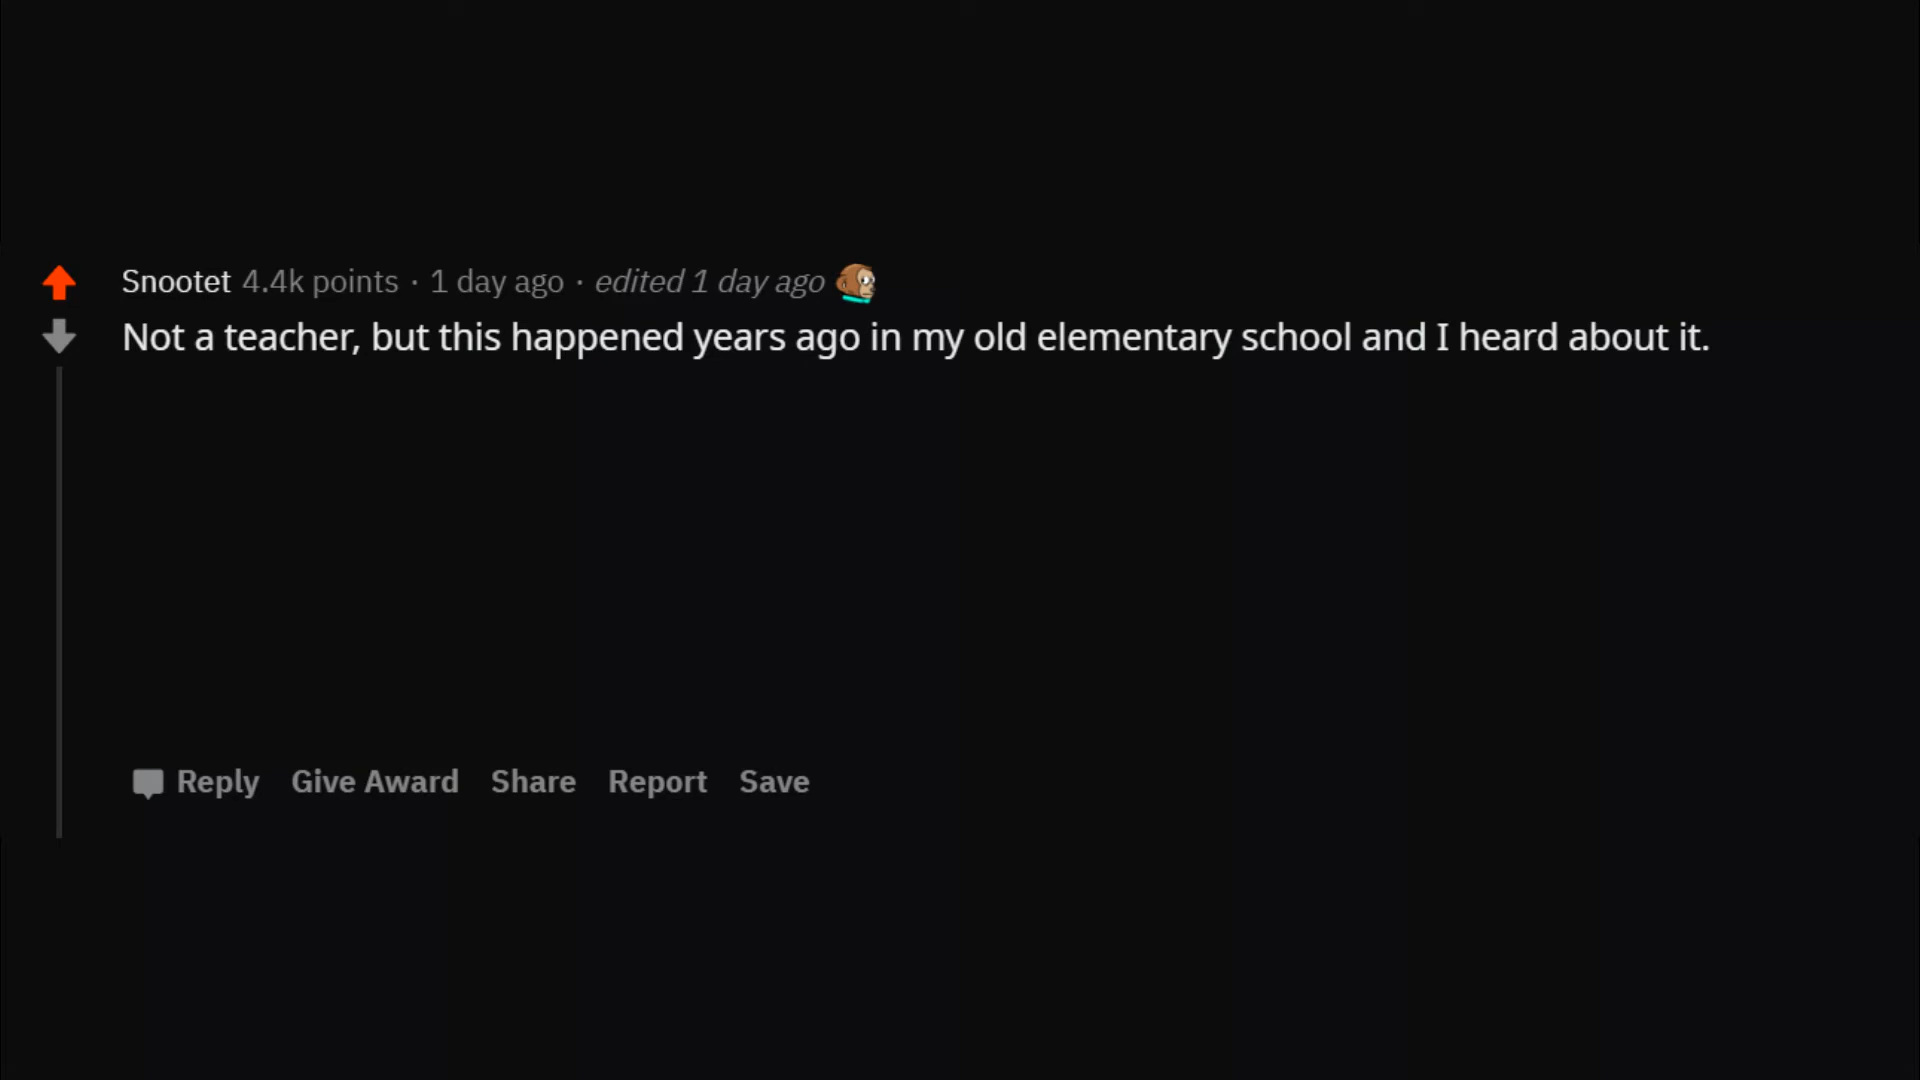 Snootet 4.4k points · 1 day ago · edited 1 day ago
Not a teacher, but this happened years ago in my old elementary school and I heard about it.
Reply Give Award Share Report Save